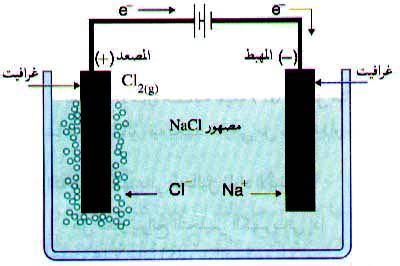 e⁻ e⁻
المصعد (+) المهبط (−)
غرافيت غرافيت
Cl₂(g)
مصهور NaCl
Cl⁻ Na⁺